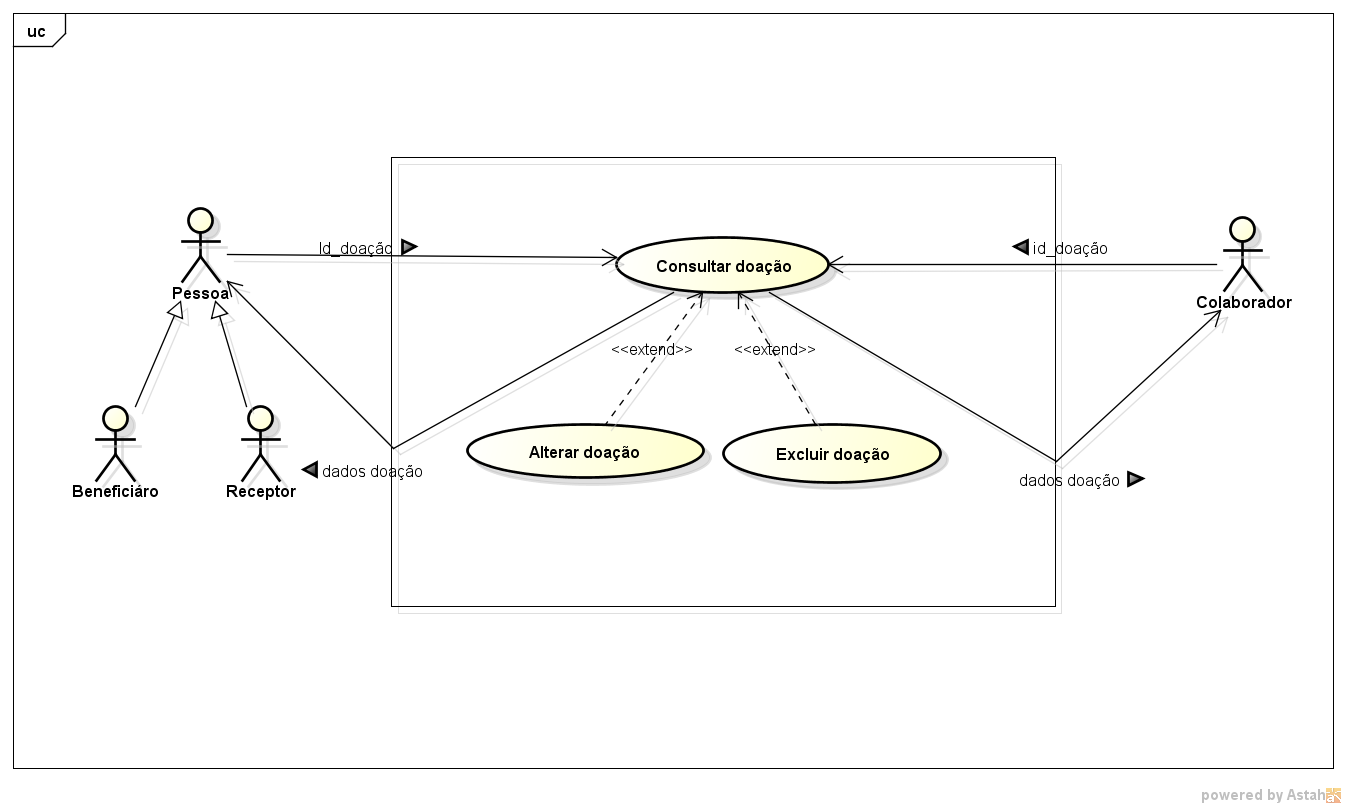 uc
Id_doação
id_doação
Consultar doação
Pessoa
Colaborador
<<extend>>
<<extend>>
Alterar doação
Excluir doação
Beneficiáro
Receptor
dados doação
dados doação
powered by Astah